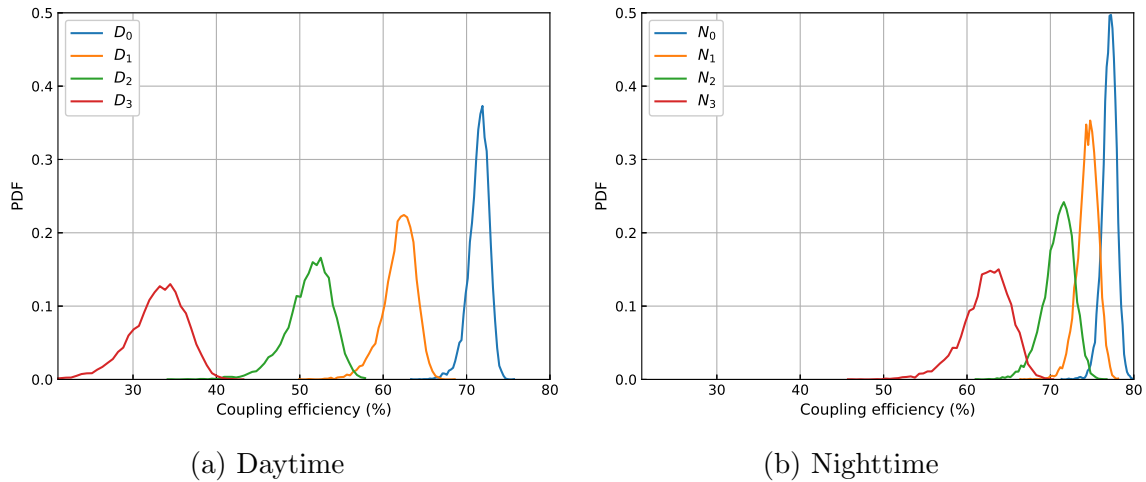 0.5
0.4
0.3
0.2
0.1
0.0
PDF
D₀
D₁
D₂
D₃
30 40 50 60 70 80
Coupling efficiency (%)
(a) Daytime
0.5
0.4
0.3
0.2
0.1
0.0
PDF
N₀
N₁
N₂
N₃
30 40 50 60 70 80
Coupling efficiency (%)
(b) Nighttime